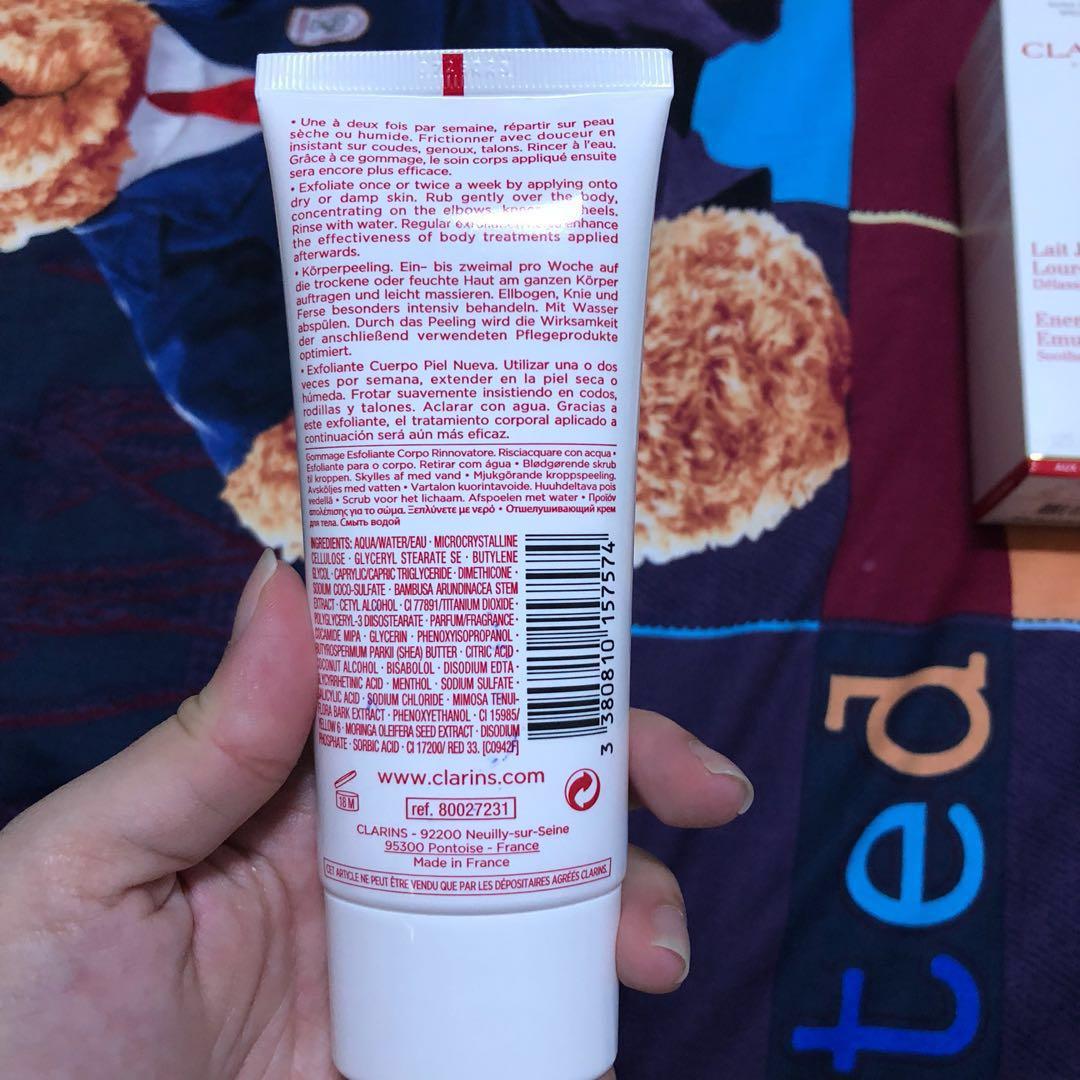 • Une à deux fois par semaine, répartir sur peau
sèche ou humide. Frictionner avec douceur en
insistant sur coudes, genoux, talons. Rincer à l'eau.
Grâce à ce gommage, le soin corps appliqué ensuite
sera encore plus efficace.
• Exfoliate once or twice a week by applying onto
dry or damp skin. Rub gently over the body,
concentrating on the elbows, heels.
Rinse with water. Regular enhance
the effectiveness of body treatments applied
afterwards.
• Körperpeeling. Ein– bis zweimal pro Woche auf
die trockene oder feuchte Haut am ganzen Körper
auftragen und leicht massieren. Ellbogen, Knie und
Ferse besonders intensiv behandeln. Mit Wasser
abspülen. Durch das Peeling wird die Wirksamkeit
der anschließend verwendeten Pflegeprodukte
optimiert.
• Exfoliante Cuerpo Piel Nueva. Utilizar una o dos
veces por semana, extender en la piel seca o
húmeda. Frotar suavemente insistiendo en codos,
rodillas y talones. Aclarar con agua. Gracias a
este exfoliante, el tratamiento corporal aplicado a
continuación será aún más eficaz.
Gommage Esfoliante Corpo Rinnovatore. Risciacquare con acqua •
Esfoliante para o corpo. Retirar com água • Blødgørende skrub
til kroppen. Skylles af med vand • Mjukgörande kroppspeeling.
Avsköljes med vatten • Vartalon kuorintavoide. Huuhdeltava pois
vedellä • Scrub voor het lichaam. Afspoelen met water • Προϊόν
απολέπισης για το σώμα. Ξεπλύνετε με νερό • Отшелушивающий крем
для тела. Смыть водой
INGREDIENTS: AQUA/WATER/EAU · MICROCRYSTALLINE
CELLULOSE · GLYCERYL STEARATE SE · BUTYLENE
GLYCOL · CAPRYLIC/CAPRIC TRIGLYCERIDE · DIMETHICONE ·
SODIUM COCO-SULFATE · BAMBUSA ARUNDINACEA STEM
EXTRACT · CETYL ALCOHOL · CI 77891/TITANIUM DIOXIDE ·
POLYGLYCERYL-3 DIISOSTEARATE · PARFUM/FRAGRANCE ·
COCAMIDE MIPA · GLYCERIN · PHENOXYISOPROPANOL ·
BUTYROSPERMUM PARKII (SHEA) BUTTER · CITRIC ACID ·
COCONUT ALCOHOL · BISABOLOL · DISODIUM EDTA ·
GLYCYRRHETINIC ACID · MENTHOL · SODIUM SULFATE ·
SALICYLIC ACID · SODIUM CHLORIDE · MIMOSA TENUI-
FLORA BARK EXTRACT · PHENOXYETHANOL · CI 15985/
YELLOW 6 · MORINGA OLEIFERA SEED EXTRACT · DISODIUM
PHOSPHATE · SORBIC ACID · CI 17200/ RED 33. [C0942F]
3 380810 157574
www.clarins.com
18 M
ref. 80027231
CLARINS - 92200 Neuilly-sur-Seine
95300 Pontoise - France
Made in France
CET ARTICLE NE PEUT ÊTRE VENDU QUE PAR LES DÉPOSITAIRES AGRÉÉS CLARINS.
CLA
Lait J
Lour
Délass
Ener
Emu
Soothe
AUX
ted